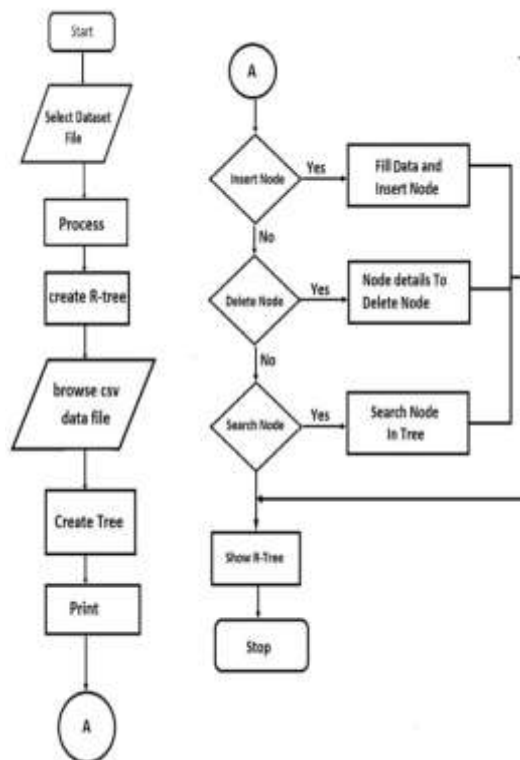 Start
Select Dataset
File
Process
create R-tree
browse csv
data file
Create Tree
Print
A
A
Insert Node
Yes
Fill Data and
Insert Node
No
Delete Node
Yes
Node details To
Delete Node
No
Search Node
Yes
Search Node
In Tree
Show R-Tree
Stop